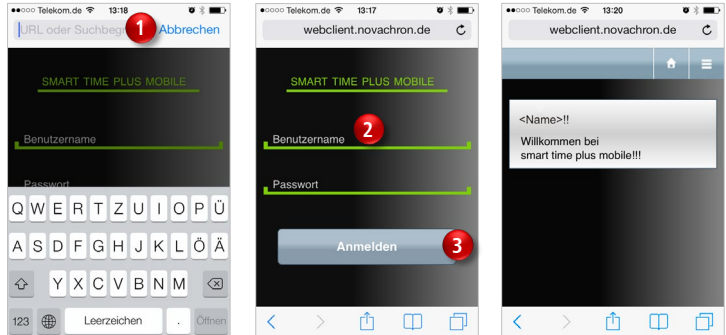 ●●○○○ Telekom.de 13:18
URL oder Suchbegr
1
Abbrechen
SMART TIME PLUS MOBILE
Benutzername
Passwort
Q W E R T Z U I O P Ü
A S D F G H J K L Ö Ä
Y X C V B N M
123 Leerzeichen . Öffnen
●○○○○ Telekom.de 13:17
webclient.novachron.de
SMART TIME PLUS MOBILE
Benutzername
2
Passwort
Anmelden
3
●●○○○ Telekom.de 13:20
webclient.novachron.de
<Name>!!
Willkommen bei
smart time plus mobile!!!